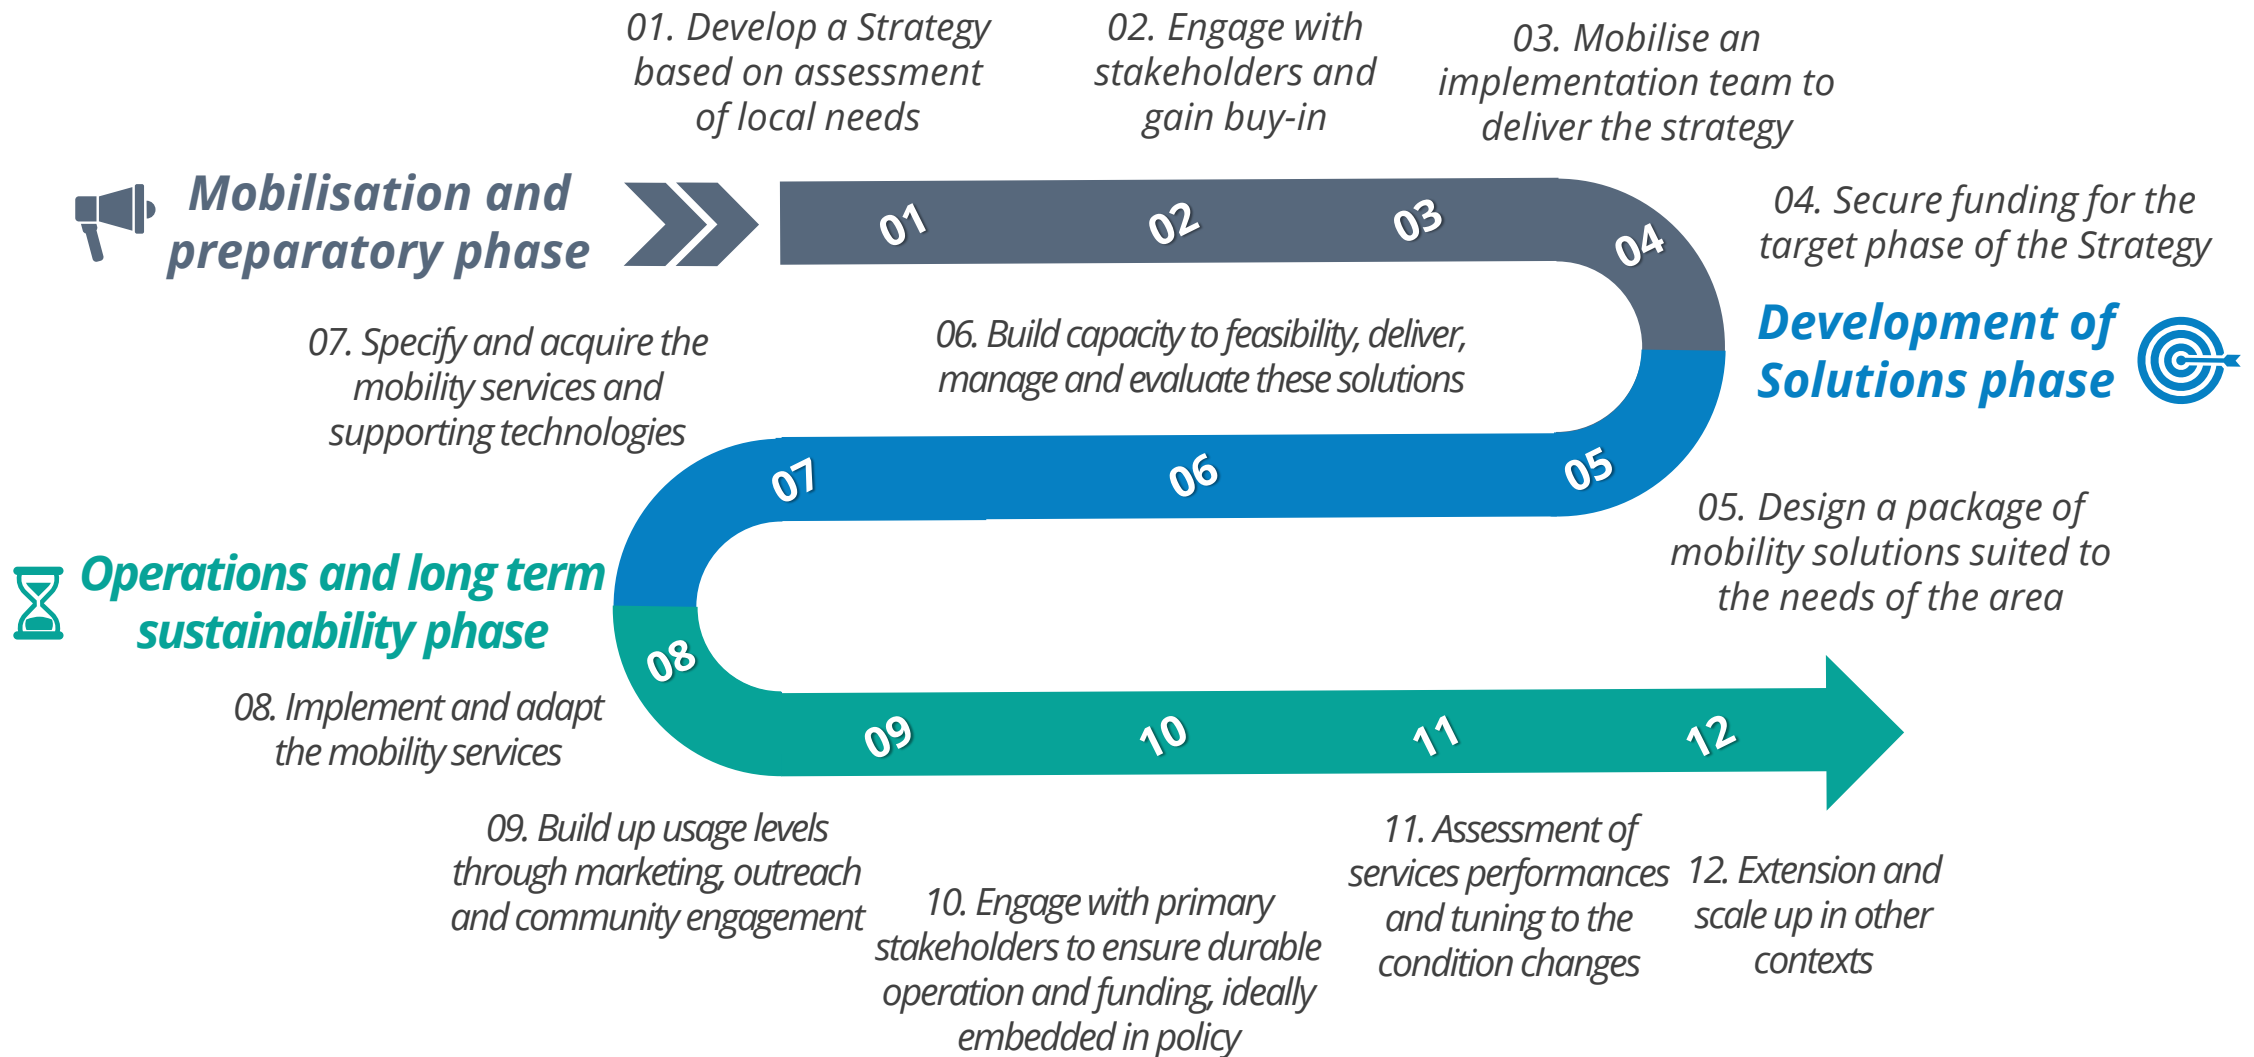 01. Develop a Strategy
based on assessment
of local needs
02. Engage with
stakeholders and
gain buy-in
03. Mobilise an
implementation team to
deliver the strategy
Mobilisation and
preparatory phase
01
02
03
04
04. Secure funding for the
target phase of the Strategy
Development of
Solutions phase
07. Specify and acquire the
mobility services and
supporting technologies
06. Build capacity to feasibility, deliver,
manage and evaluate these solutions
07
06
05
05. Design a package of
mobility solutions suited to
the needs of the area
Operations and long term
sustainability phase
08
08. Implement and adapt
the mobility services
09
10
11
12
09. Build up usage levels
through marketing, outreach
and community engagement
10. Engage with primary
stakeholders to ensure durable
operation and funding, ideally
embedded in policy
11. Assessment of
services performances
and tuning to the
condition changes
12. Extension and
scale up in other
contexts